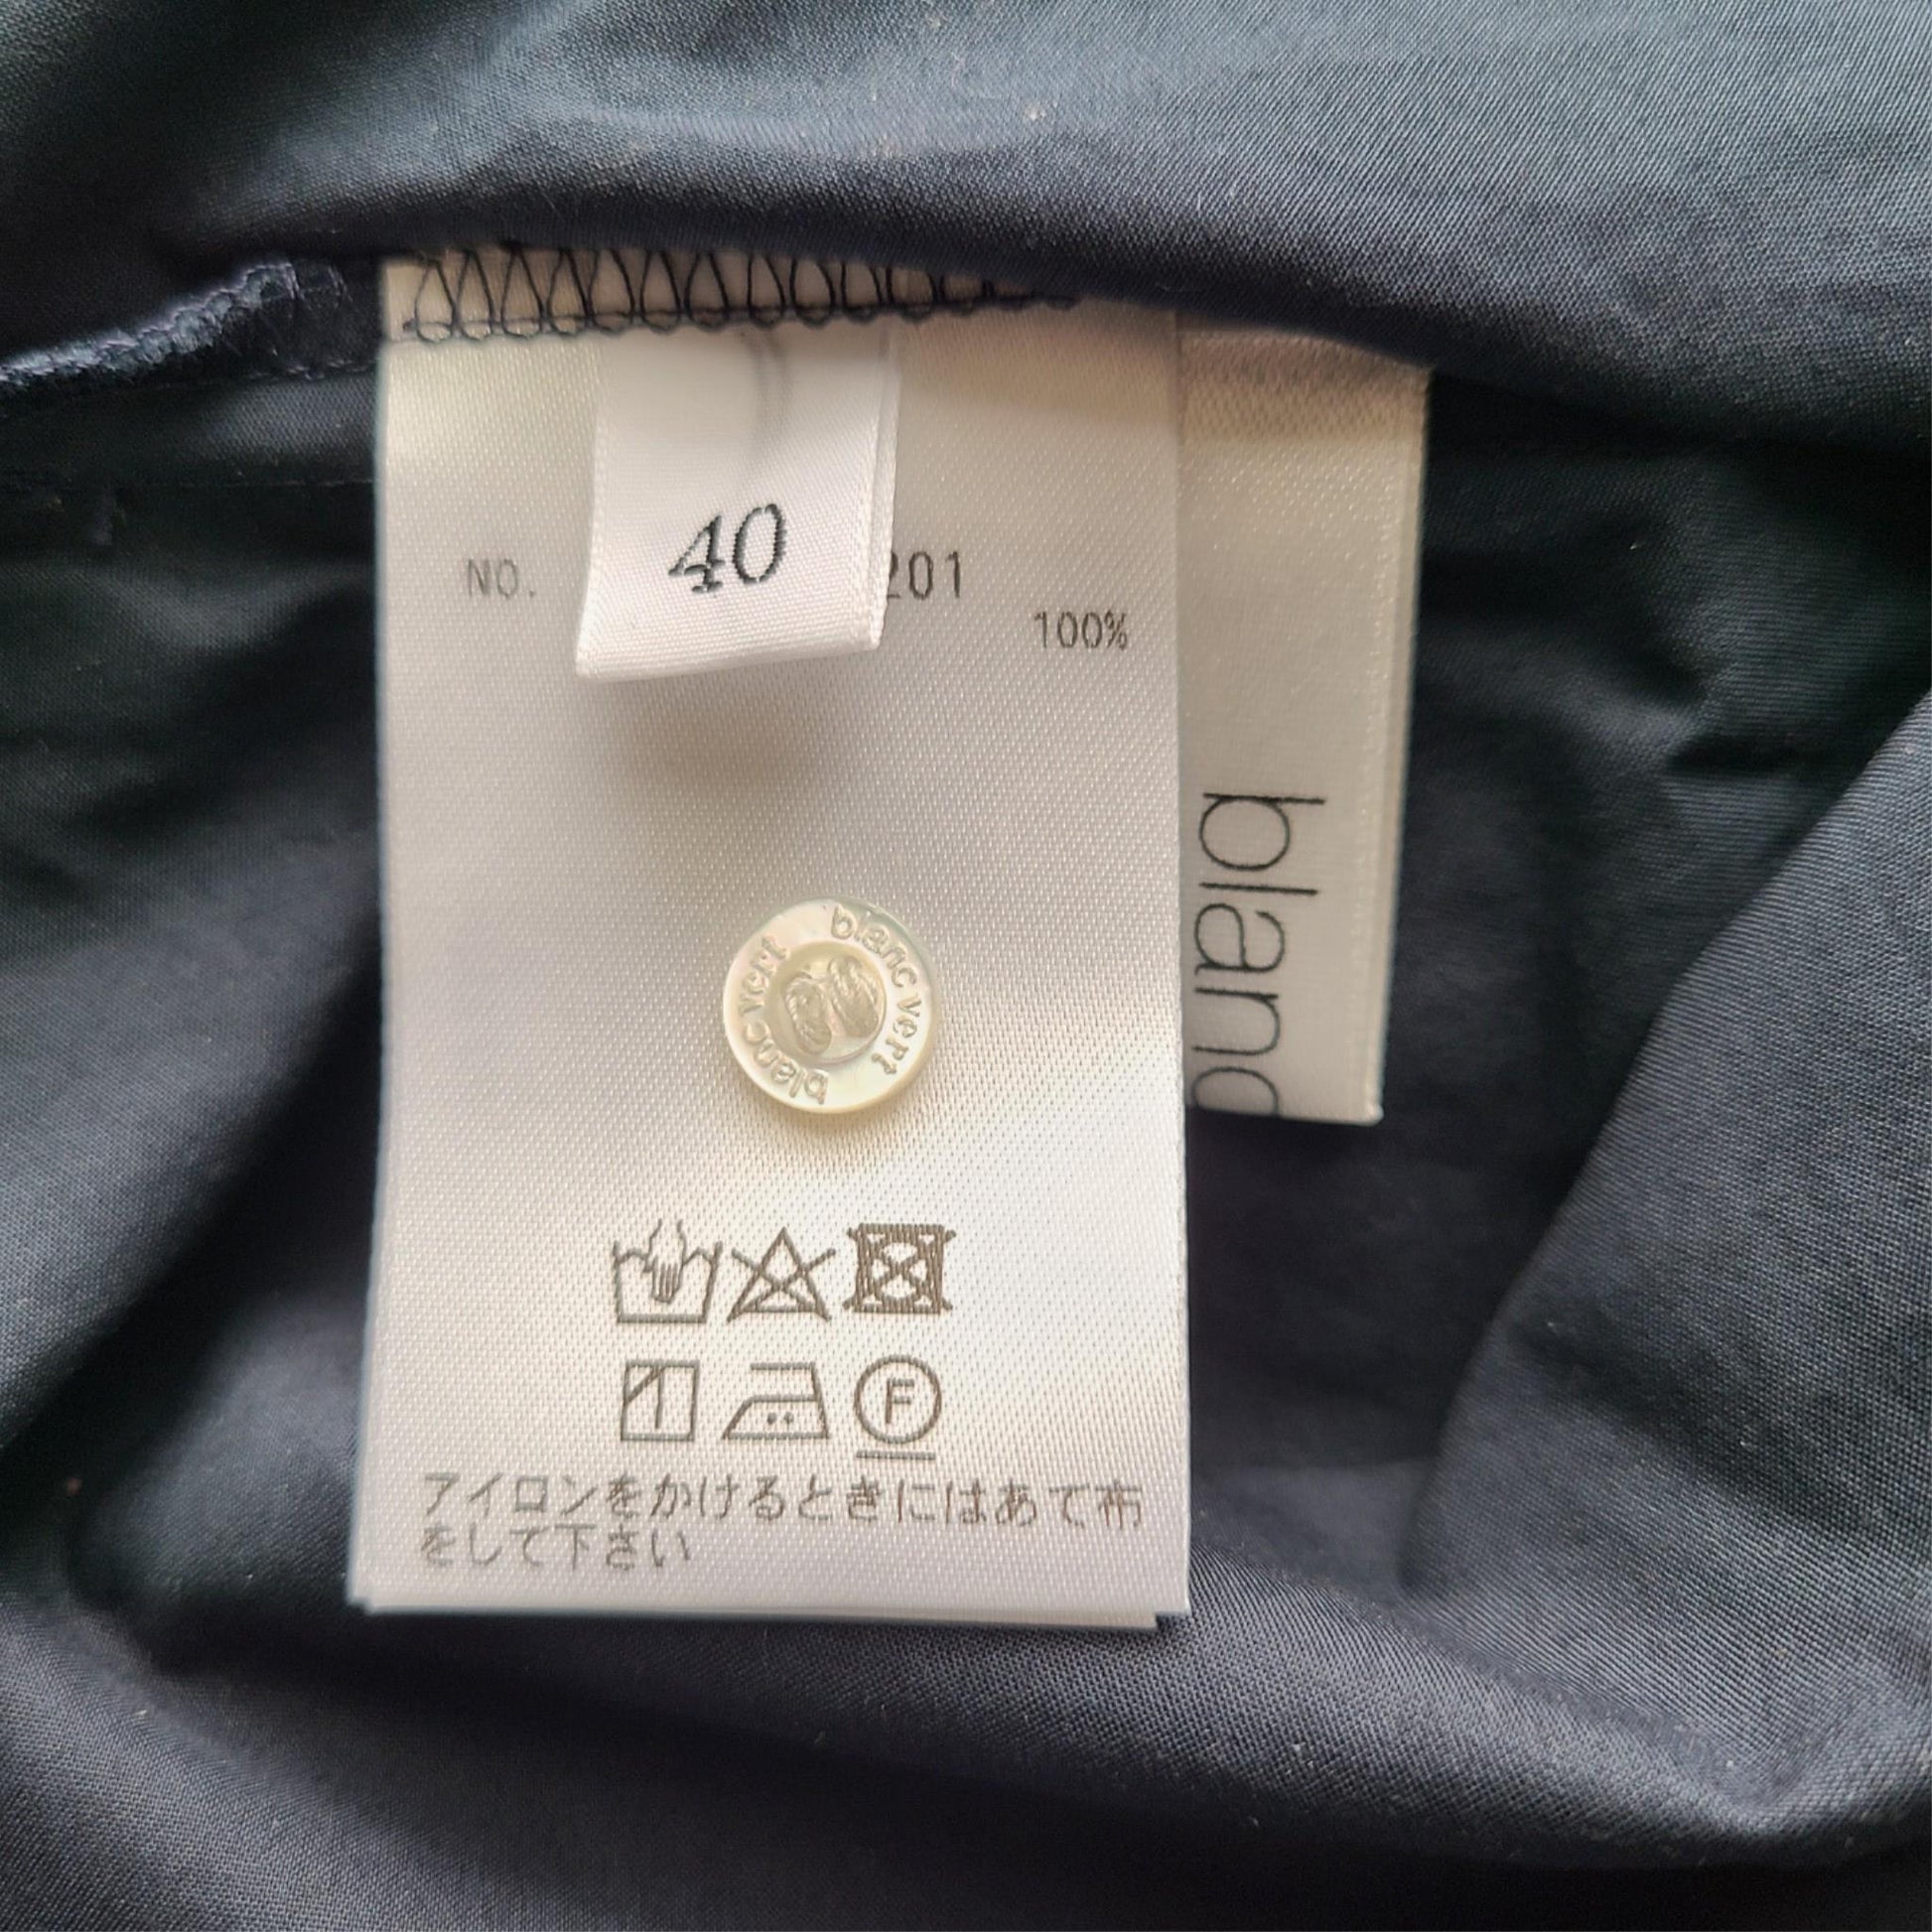 40
NO.
201
100%
blanc vert
blanc vert
blanc
F
アイロンをかけるときにはあて布
をして下さい